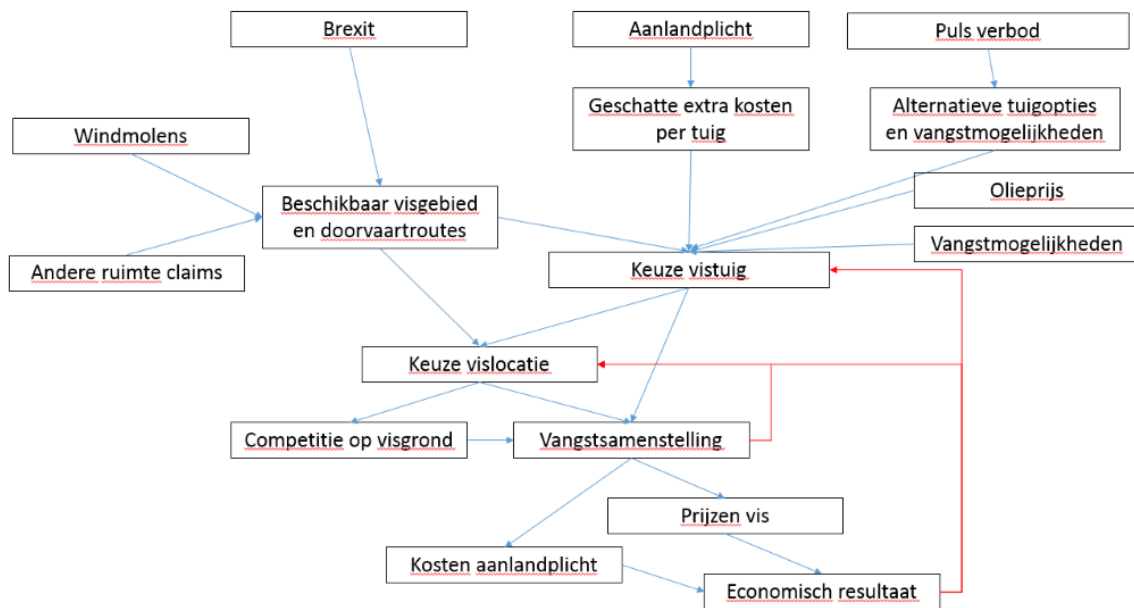 Brexit
Aanlandplicht
Puls verbod
Geschatte extra kosten
per tuig
Alternatieve tuigopties
en vangstmogelijkheden
Windmolens
Beschikbaar visgebied
en doorvaartroutes
Olieprijs
Vangstmogelijkheden
Andere ruimte claims
Keuze vistuig
Keuze vislocatie
Competitie op visgrond
Vangstsamenstelling
Prijzen vis
Kosten aanlandplicht
Economisch resultaat